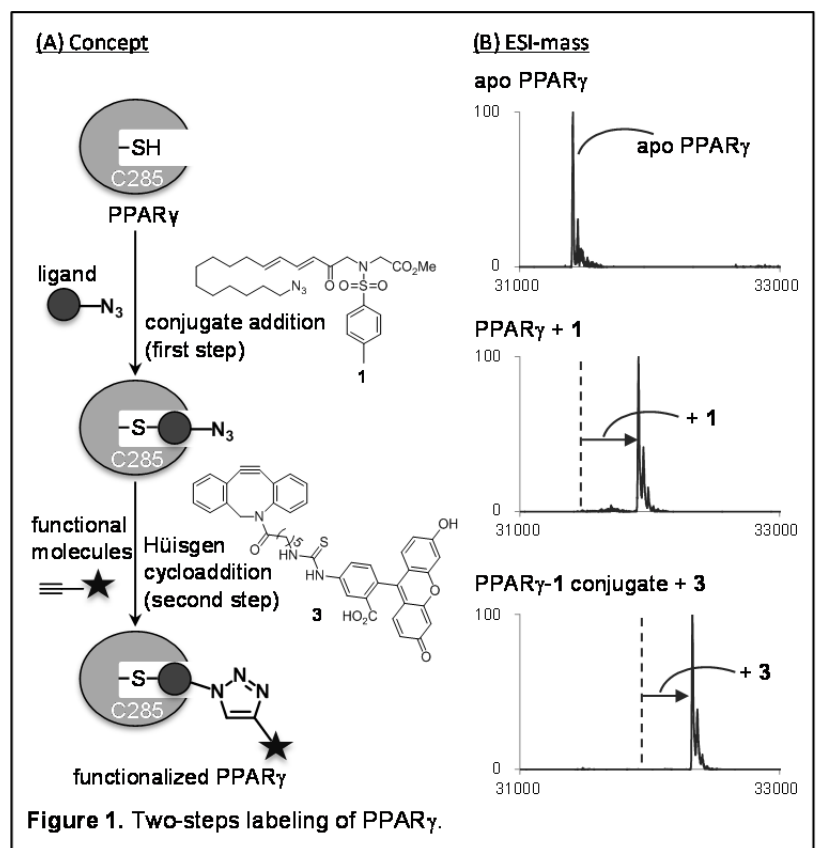 (A) Concept
–SH
C285
PPARγ
ligand
N3
conjugate addition
(first step)
N3
O
N
CO2Me
O=S=O
1
–S
N3
C285
functional
molecules
Hüisgen
cycloaddition
(second step)
N
O
5
HN
S
NH
HO2C
OH
O
O
3
–S
N
N
N
C285
functionalized PPARγ
(B) ESI-mass
apo PPARγ
100
apo PPARγ
0
31000
33000
PPARγ + 1
100
+ 1
0
31000
33000
PPARγ-1 conjugate + 3
100
+ 3
0
31000
33000
Figure 1. Two-steps labeling of PPARγ.